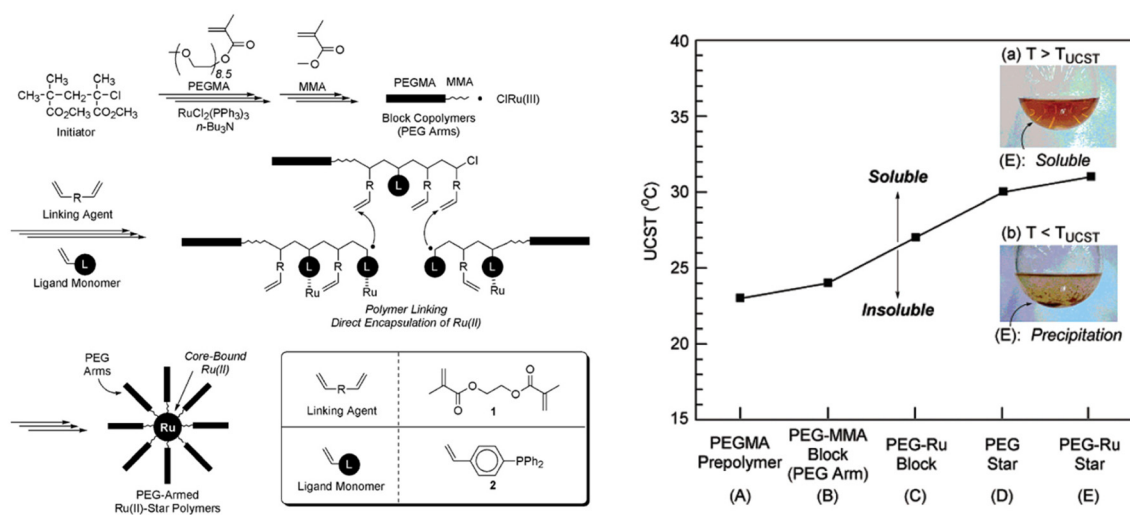 O
O
O
8.5
PEGMA
RuCl2(PPh3)3
n-Bu3N
O
O
MMA
CH3 CH3
CH3-C-CH2-C-Cl
CO2CH3 CO2CH3
Initiator
PEGMA MMA
• ClRu(III)
Block Copolymers
(PEG Arms)
R
Linking Agent
L
Ligand Monomer
Cl
R L R R
R L R L
Ru Ru
L R L
Ru
Polymer Linking
Direct Encapsulation of Ru(II)
PEG
Arms
Core-Bound
Ru(II)
Ru
PEG-Armed
Ru(II)-Star Polymers
R
Linking Agent
O
O
O
O
1
L
Ligand Monomer
PPh2
2
UCST (°C)
40
35
30
25
20
15
(a) T > TUCST
(E): Soluble
Soluble
(b) T < TUCST
Insoluble
(E): Precipitation
PEGMA
Prepolymer
(A)
PEG-MMA
Block
(PEG Arm)
(B)
PEG-Ru
Block
(C)
PEG
Star
(D)
PEG-Ru
Star
(E)